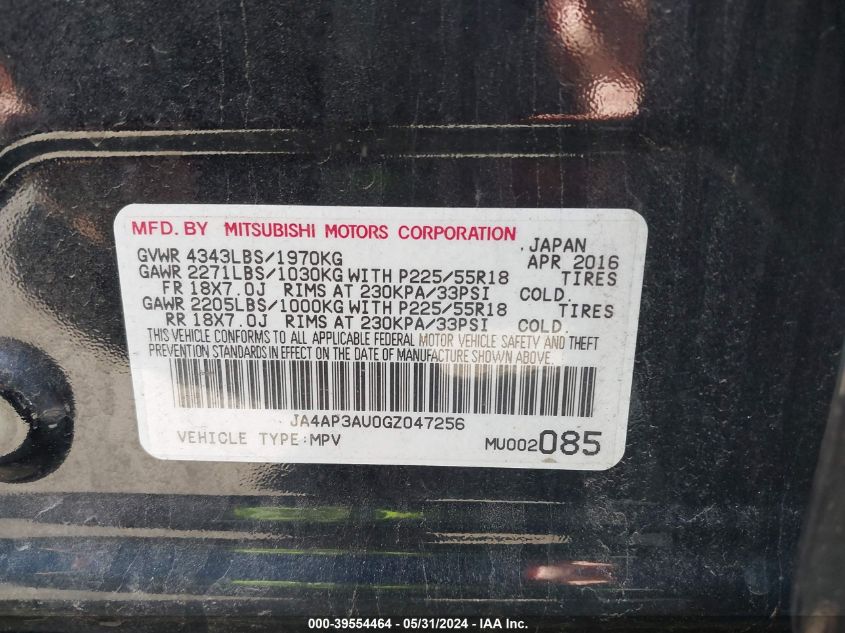 MFD. BY MITSUBISHI MOTORS CORPORATION , JAPAN
GVWR 4343LBS/1970KG APR 2016
GAWR 2271LBS/1030KG WITH P225/55R18 TIRES
FR 18X7.0J RIMS AT 230KPA/33PSI COLD.
GAWR 2205LBS/1000KG WITH P225/55R18 TIRES
RR 18X7.0J RIMS AT 230KPA/33PSI COLD.
THIS VEHICLE CONFORMS TO ALL APPLICABLE FEDERAL MOTOR VEHICLE SAFETY AND THEFT
PREVENTION STANDARDS IN EFFECT ON THE DATE OF MANUFACTURE SHOWN ABOVE.
JA4AP3AU0GZ047256
VEHICLE TYPE:MPV MU002085
000-39554464 - 05/31/2024 - IAA Inc.